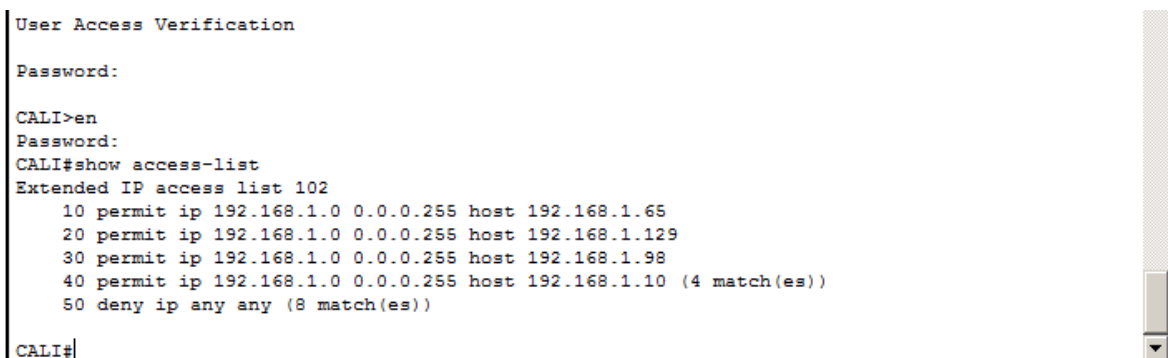 User Access Verification
Password:
CALI>en
Password:
CALI#show access-list
Extended IP access list 102
10 permit ip 192.168.1.0 0.0.0.255 host 192.168.1.65
20 permit ip 192.168.1.0 0.0.0.255 host 192.168.1.129
30 permit ip 192.168.1.0 0.0.0.255 host 192.168.1.98
40 permit ip 192.168.1.0 0.0.0.255 host 192.168.1.10 (4 match(es))
50 deny ip any any (8 match(es))
CALI#